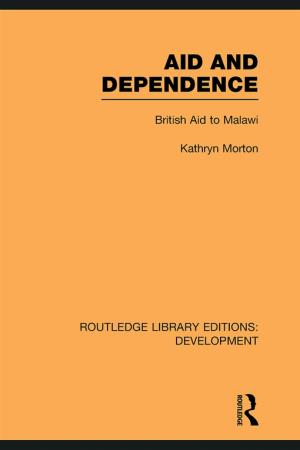 AID AND
DEPENDENCE
British Aid to Malawi
Kathryn Morton
ROUTLEDGE LIBRARY EDITIONS:
DEVELOPMENT
ROUTLEDGE